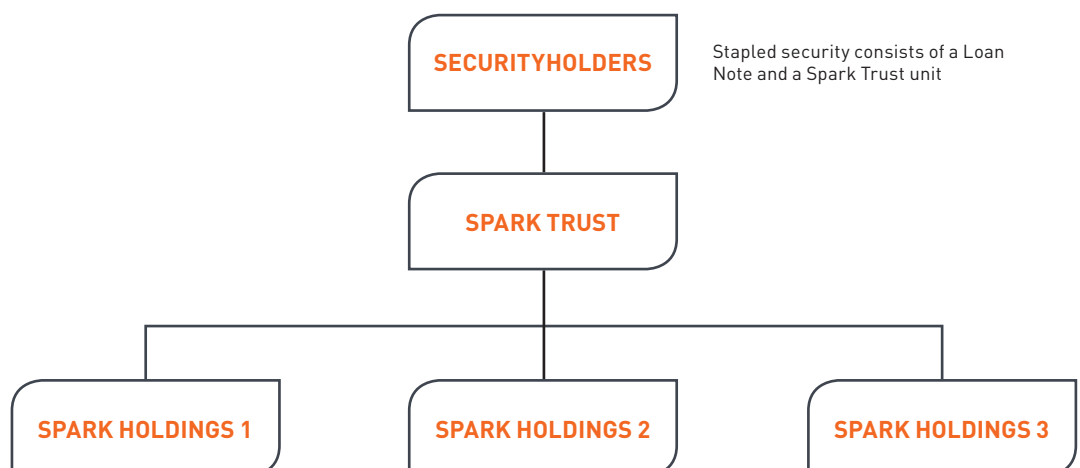 SECURITYHOLDERS
Stapled security consists of a Loan
Note and a Spark Trust unit
SPARK TRUST
SPARK HOLDINGS 1
SPARK HOLDINGS 2
SPARK HOLDINGS 3